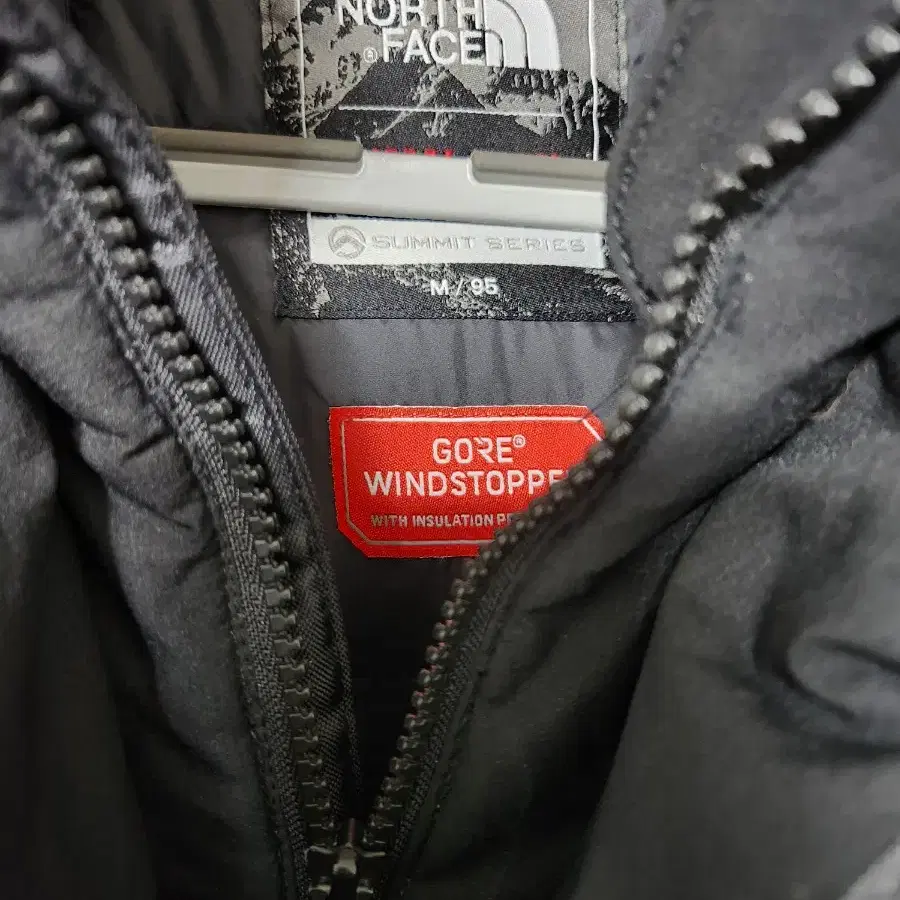 NORTH
FACE®
SUMMIT SERIES
M / 95
GORE®
WINDSTOPPE
WITH INSULATION